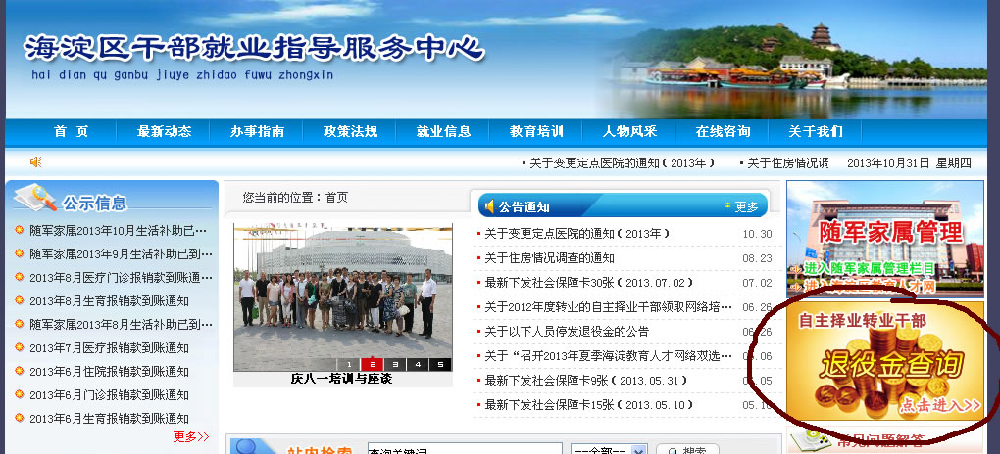 海淀区干部就业指导服务中心
hai dian qu ganbu jiuye zhidao fuwu zhongxin
首 页 最新动态 办事指南 政策法规 就业信息 教育培训 人物风采 在线咨询 关于我们
关于变更定点医院的通知（2013年） 关于住房情况调 2013年10月31日 星期四
公示信息
随军家属2013年10月生活补助已···
随军家属2013年9月生活补助已到···
2013年8月医疗门诊报销款到账通···
2013年8月生育报销款到账通知
随军家属2013年8月生活补助已到···
2013年7月医疗报销款到账通知
2013年6月住院报销款到账通知
2013年6月门诊报销款到账通知
2013年6月生育报销款到账通知
更多>>
您当前的位置：首页
1 2 3 4 5
庆八一培训与座谈
公告通知 更多
关于变更定点医院的通知（2013年） 10.30
关于住房情况调查的通知 08.23
最新下发社会保障卡30张（2013.07.02） 07.02
关于2012年度转业的自主择业干部领取网络培··· 06.26
关于以下人员停发退役金的公告 06.26
关于“召开2013年夏季海淀教育人才网络双选··· .06
最新下发社会保障卡9张（2013.05.31） .05
最新下发社会保障卡15张（2013.05.10） 05.10
站内检索 查询关键词 ==全部== 搜索
随军家属管理
进入随军家属管理栏目
进入海淀区教育人才网
自主择业转业干部
退役金查询
点击进入>>
常见问题解答